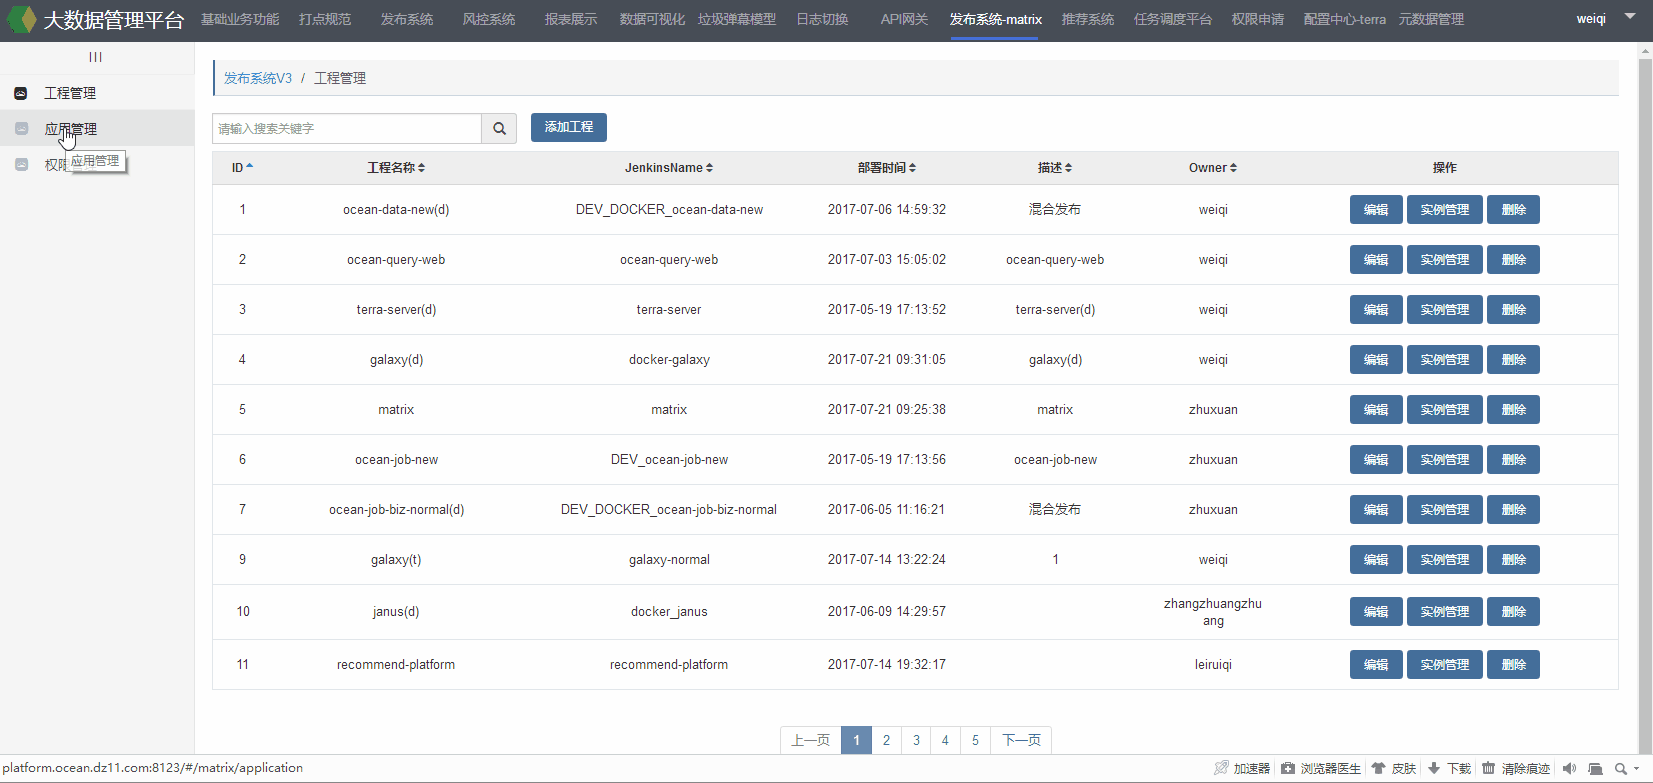 大数据管理平台 基础业务功能 打点规范 发布系统 风控系统 报表展示 数据可视化 垃圾弹幕模型 日志切换 API网关 发布系统-matrix 推荐系统 任务调度平台 权限申请 配置中心-terra 元数据管理 weiqi
工程管理
应用管理
应用管理
发布系统V3 / 工程管理
请输入搜索关键字 添加工程
ID 工程名称 JenkinsName 部署时间 描述 Owner 操作
1 ocean-data-new(d) DEV_DOCKER_ocean-data-new 2017-07-06 14:59:32 混合发布 weiqi 编辑 实例管理 删除
2 ocean-query-web ocean-query-web 2017-07-03 15:05:02 ocean-query-web weiqi 编辑 实例管理 删除
3 terra-server(d) terra-server 2017-05-19 17:13:52 terra-server(d) weiqi 编辑 实例管理 删除
4 galaxy(d) docker-galaxy 2017-07-21 09:31:05 galaxy(d) weiqi 编辑 实例管理 删除
5 matrix matrix 2017-07-21 09:25:38 matrix zhuxuan 编辑 实例管理 删除
6 ocean-job-new DEV_ocean-job-new 2017-05-19 17:13:56 ocean-job-new zhuxuan 编辑 实例管理 删除
7 ocean-job-biz-normal(d) DEV_DOCKER_ocean-job-biz-normal 2017-06-05 11:16:21 混合发布 zhuxuan 编辑 实例管理 删除
9 galaxy(t) galaxy-normal 2017-07-14 13:22:24 1 weiqi 编辑 实例管理 删除
10 janus(d) docker_janus 2017-06-09 14:29:57 zhangzhuangzhu
ang 编辑 实例管理 删除
11 recommend-platform recommend-platform 2017-07-14 19:32:17 leiruiqi 编辑 实例管理 删除
上一页 1 2 3 4 5 下一页
platform.ocean.dz11.com:8123/#/matrix/application 加速器 浏览器医生 皮肤 下载 清除痕迹